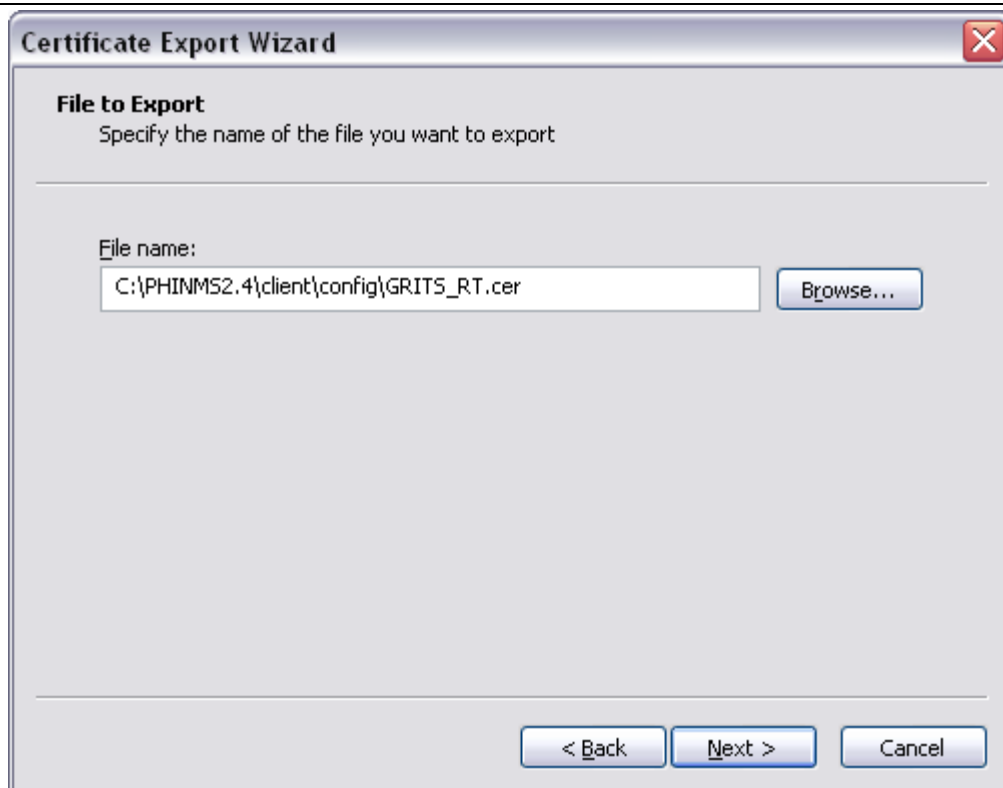 Certificate Export Wizard
File to Export
Specify the name of the file you want to export
File name:
C:\PHINMS2.4\client\config\GRITS_RT.cer
Browse...
< Back
Next >
Cancel